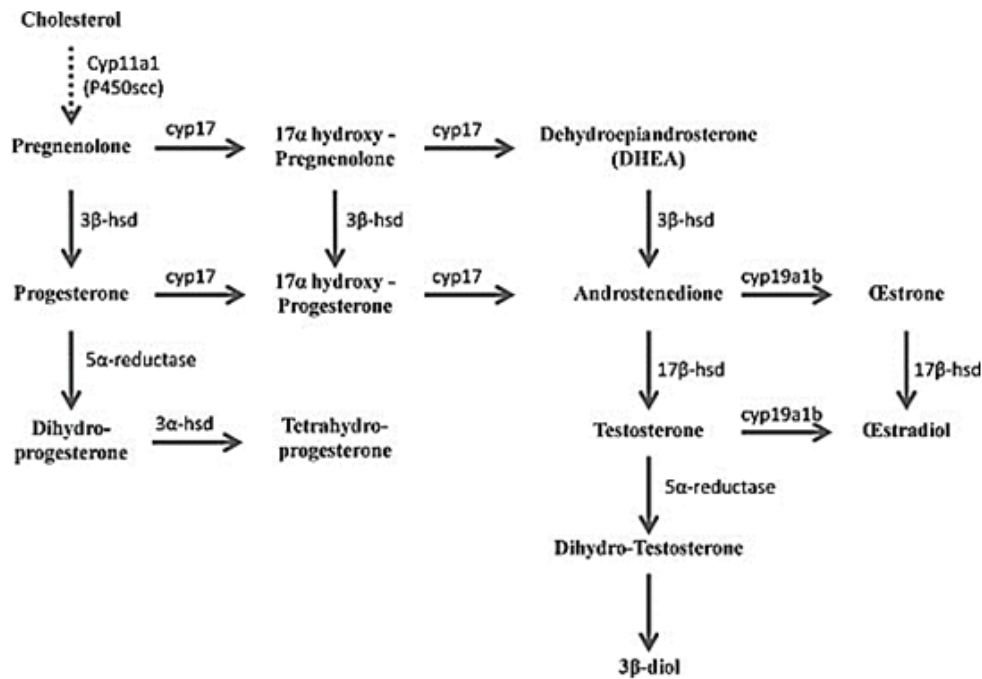 Cholesterol
Cyp11a1
(P450scc)
Pregnenolone
cyp17
17α hydroxy -
Pregnenolone
cyp17
Dehydroepiandrosterone
(DHEA)
3β-hsd
3β-hsd
3β-hsd
Progesterone
cyp17
17α hydroxy -
Progesterone
cyp17
Androstenedione
cyp19a1b
Œstrone
5α-reductase
17β-hsd
17β-hsd
Dihydro-
progesterone
3α-hsd
Tetrahydro-
progesterone
Testosterone
cyp19a1b
Œstradiol
5α-reductase
Dihydro-Testosterone
3β-diol